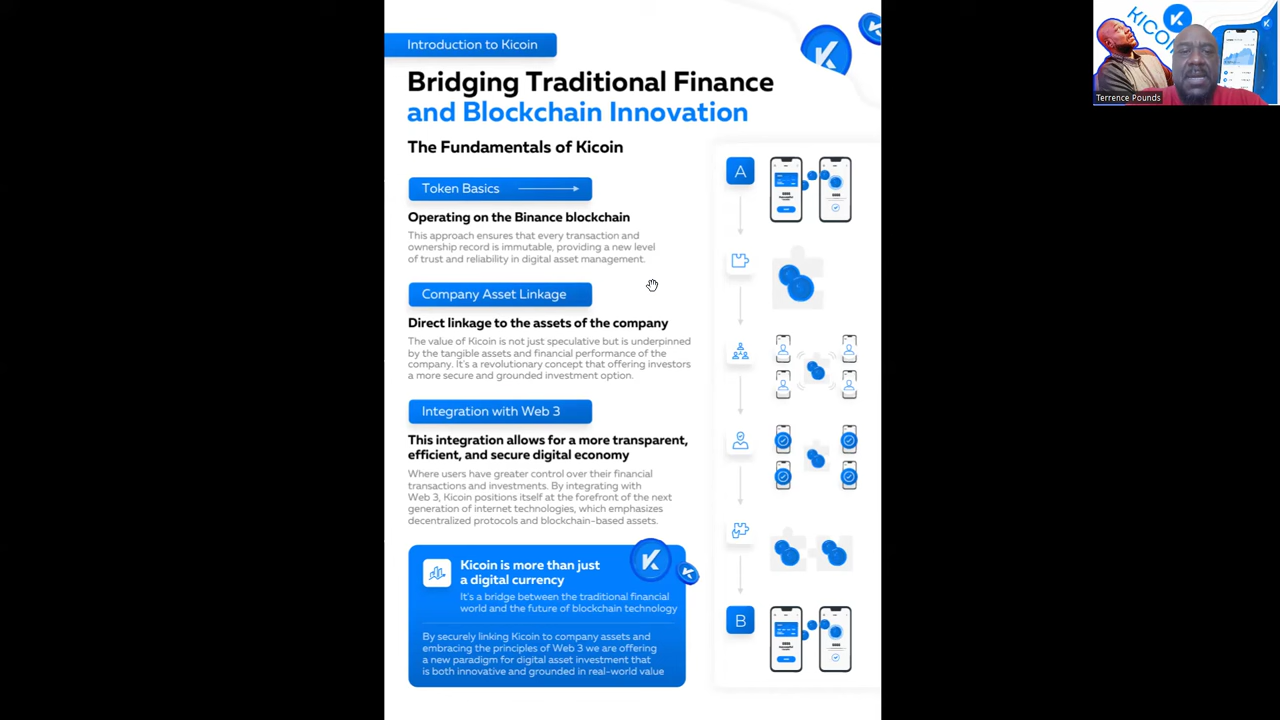 Introduction to Kicoin
Bridging Traditional Finance
and Blockchain Innovation
The Fundamentals of Kicoin
Token Basics
Operating on the Binance blockchain
This approach ensures that every transaction and
ownership record is immutable, providing a new level
of trust and reliability in digital asset management.
Company Asset Linkage
Direct linkage to the assets of the company
The value of Kicoin is not just speculative but is underpinned
by the tangible assets and financial performance of the
company. It's a revolutionary concept that offering investors
a more secure and grounded investment option.
Integration with Web 3
This integration allows for a more transparent,
efficient, and secure digital economy
Where users have greater control over their financial
transactions and investments. By integrating with
Web 3, Kicoin positions itself at the forefront of the next
generation of internet technologies, which emphasizes
decentralized protocols and blockchain-based assets.
Kicoin is more than just
a digital currency
It's a bridge between the traditional financial
world and the future of blockchain technology
By securely linking Kicoin to company assets and
embracing the principles of Web 3 we are offering
a new paradigm for digital asset investment that
is both innovative and grounded in real-world value
A
B
Terrence Pounds